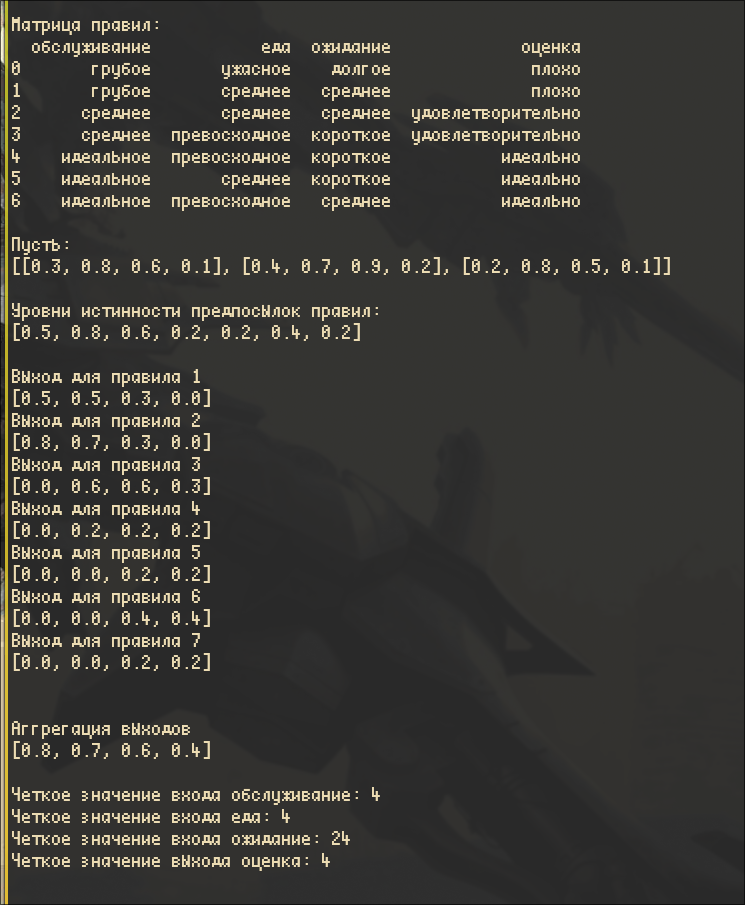 Матрица правил:
обслуживание еда ожидание оценка
0 грубое ужасное долгое плохо
1 грубое среднее среднее плохо
2 среднее среднее среднее удовлетворительно
3 среднее превосходное короткое удовлетворительно
4 идеальное превосходное короткое идеально
5 идеальное среднее короткое идеально
6 идеальное превосходное среднее идеально
Пусть:
[[0.3, 0.8, 0.6, 0.1], [0.4, 0.7, 0.9, 0.2], [0.2, 0.8, 0.5, 0.1]]
Уровни истинности предпосылок правил:
[0.5, 0.8, 0.6, 0.2, 0.2, 0.4, 0.2]
Выход для правила 1
[0.5, 0.5, 0.3, 0.0]
Выход для правила 2
[0.8, 0.7, 0.3, 0.0]
Выход для правила 3
[0.0, 0.6, 0.6, 0.3]
Выход для правила 4
[0.0, 0.2, 0.2, 0.2]
Выход для правила 5
[0.0, 0.0, 0.2, 0.2]
Выход для правила 6
[0.0, 0.0, 0.4, 0.4]
Выход для правила 7
[0.0, 0.0, 0.2, 0.2]
Аггрегация выходов
[0.8, 0.7, 0.6, 0.4]
Четкое значение входа обслуживание: 4
Четкое значение входа еда: 4
Четкое значение входа ожидание: 24
Четкое значение выхода оценка: 4